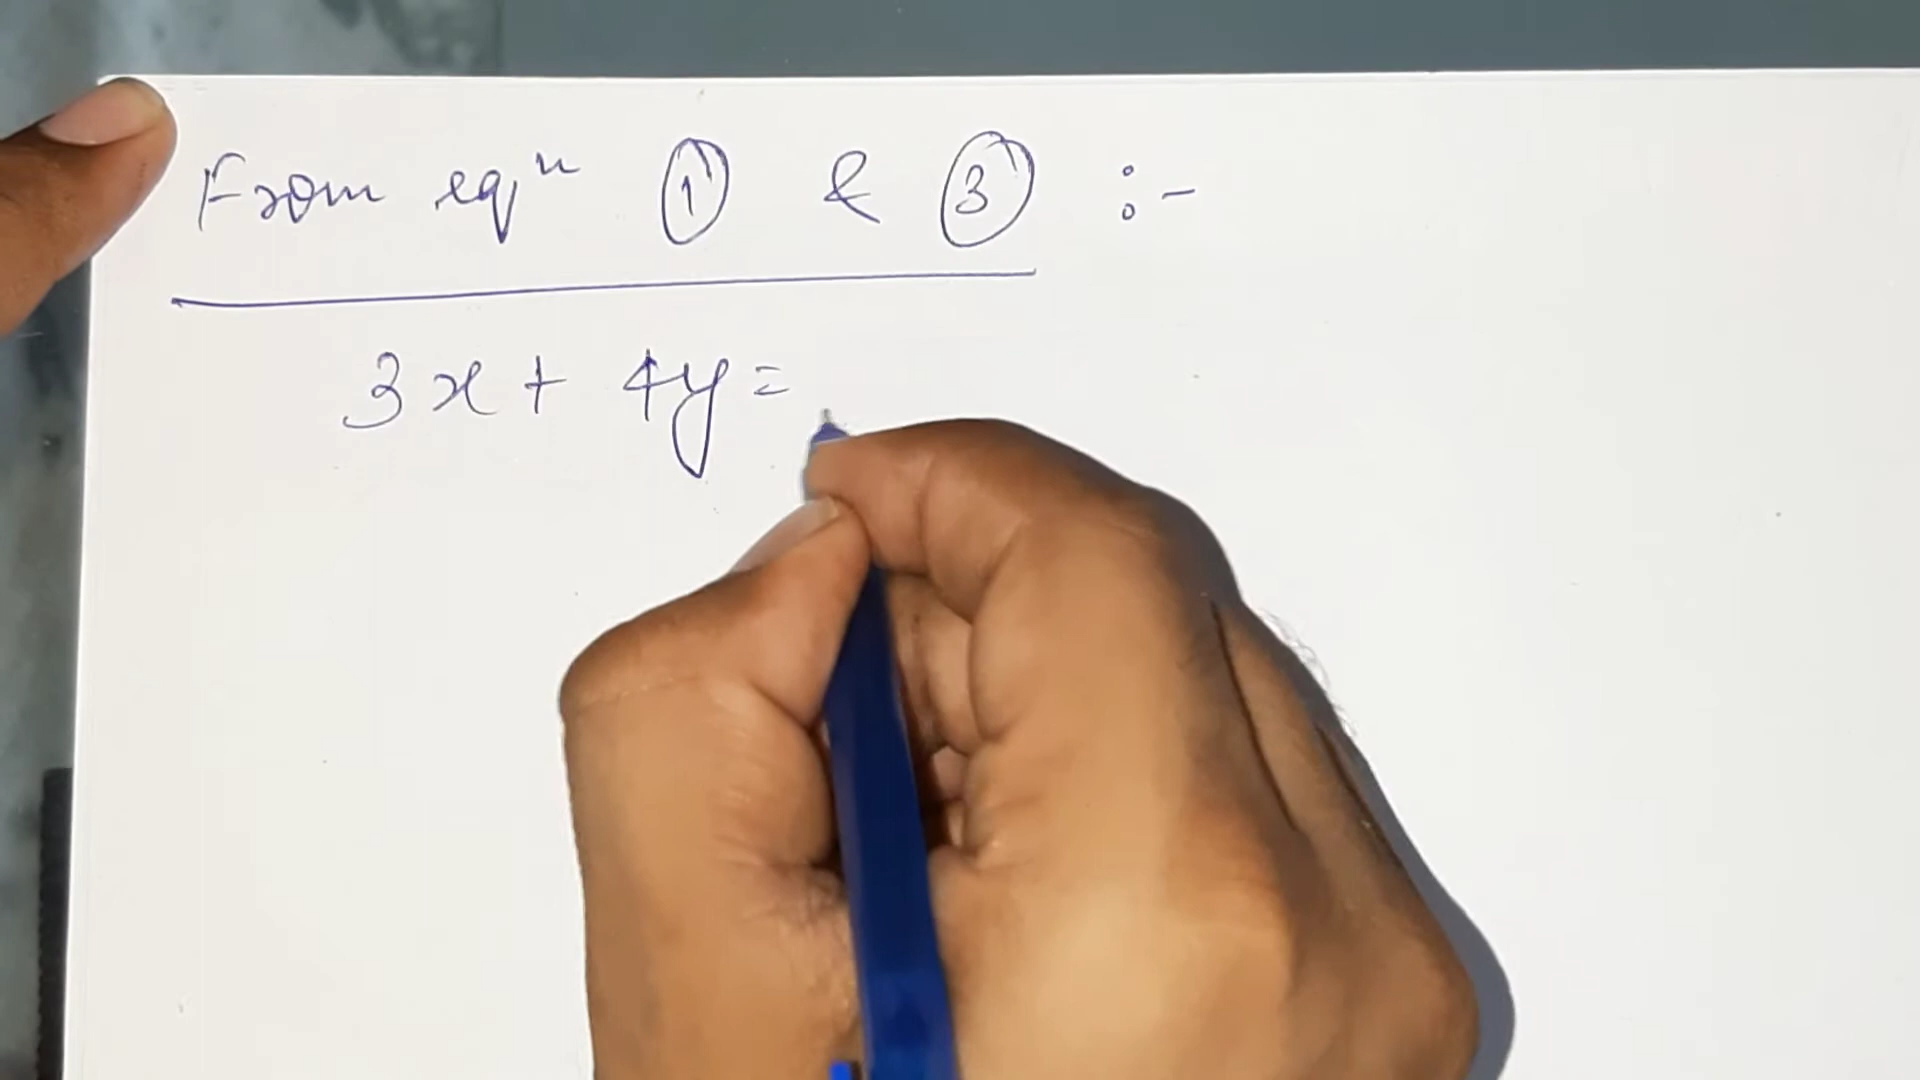 From eqⁿ ① & ③ :-
3x + 4y =